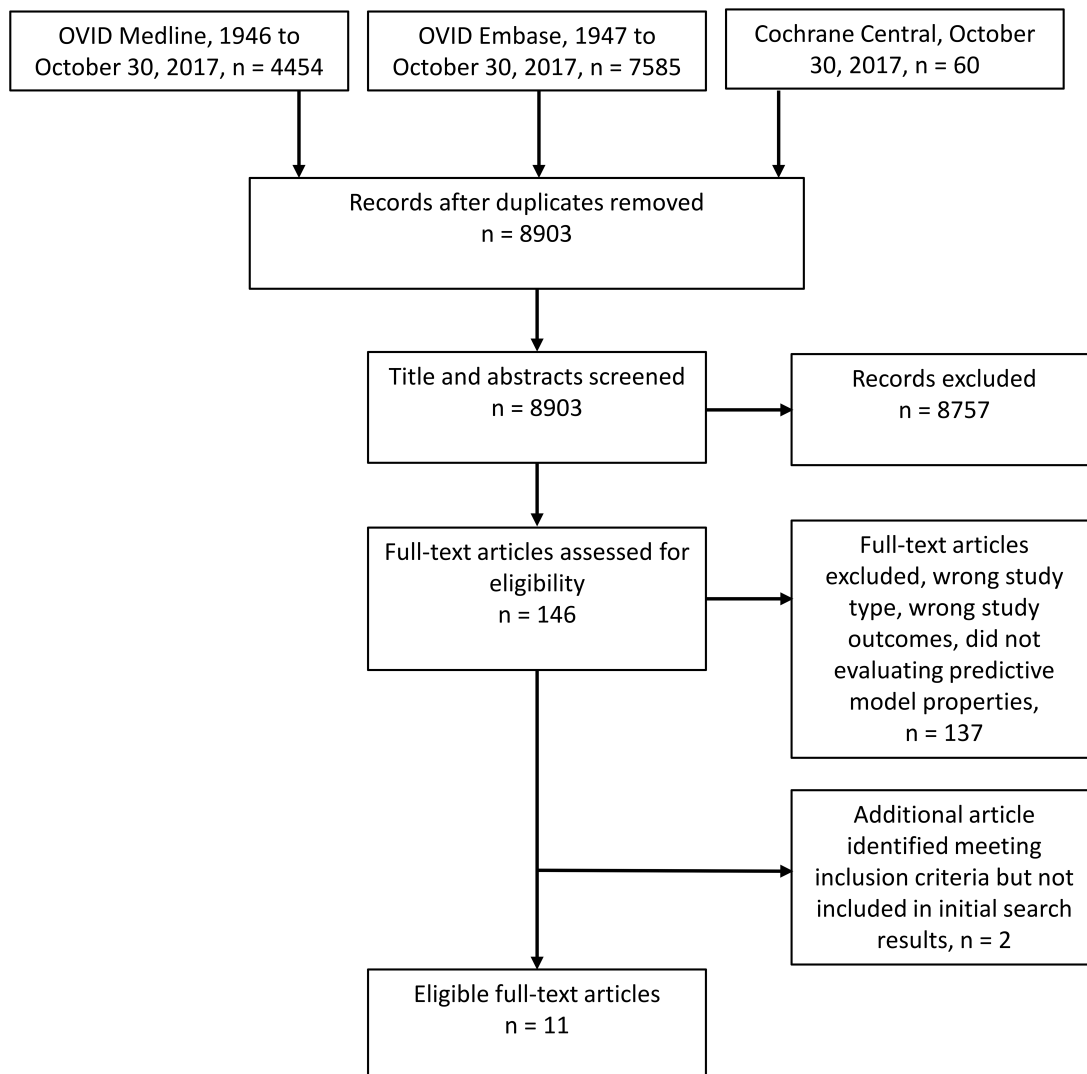 OVID Medline, 1946 to
October 30, 2017, n = 4454
OVID Embase, 1947 to
October 30, 2017, n = 7585
Cochrane Central, October
30, 2017, n = 60
Records after duplicates removed
n = 8903
Title and abstracts screened
n = 8903
Records excluded
n = 8757
Full-text articles assessed for
eligibility
n = 146
Full-text articles
excluded, wrong study
type, wrong study
outcomes, did not
evaluating predictive
model properties,
n = 137
Additional article
identified meeting
inclusion criteria but not
included in initial search
results, n = 2
Eligible full-text articles
n = 11